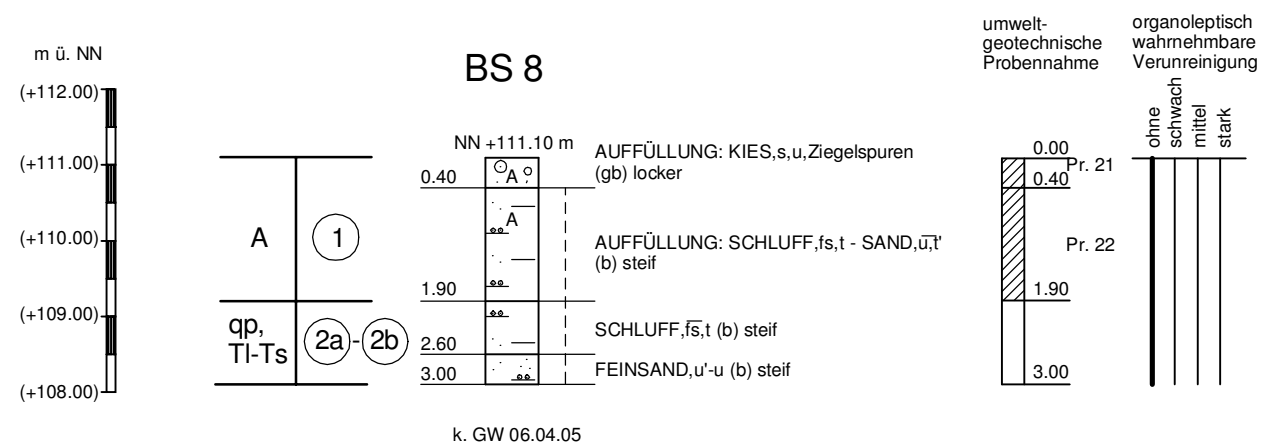 m ü. NN
(+112.00)
(+111.00)
(+110.00)
(+109.00)
(+108.00)
A
1
qp,
Tl-Ts
2a - 2b
BS 8
NN +111.10 m
0.40
1.90
2.60
3.00
A
A
k. GW 06.04.05
AUFFÜLLUNG: KIES,s,u,Ziegelspuren
(gb) locker
AUFFÜLLUNG: SCHLUFF,fs,t - SAND,u̅,t̅'
(b) steif
SCHLUFF,f̅s̅,t (b) steif
FEINSAND,u'-u (b) steif
umwelt-
geotechnische
Probennahme
0.00
Pr. 21
0.40
Pr. 22
1.90
3.00
organoleptisch
wahrnehmbare
Verunreinigung
ohne
schwach
mittel
stark